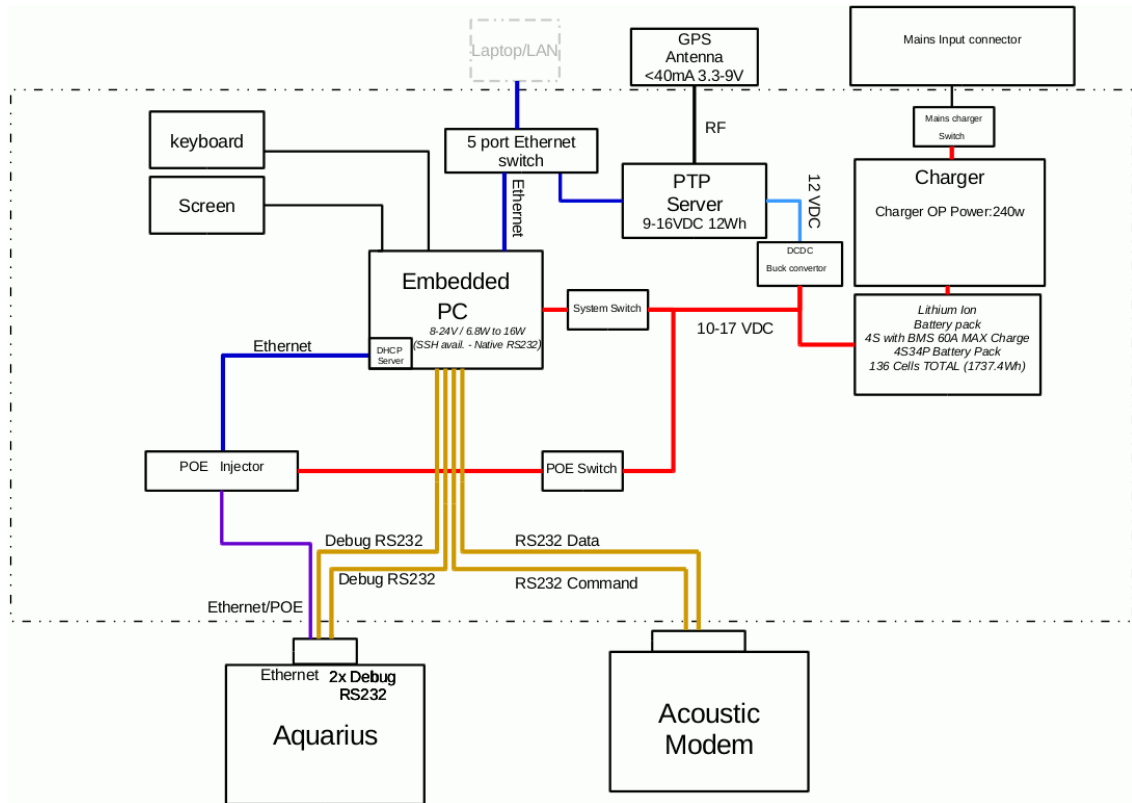 Laptop/LAN
GPS
Antenna
<40mA 3.3-9V
Mains Input connector
keyboard
Screen
5 port Ethernet
switch
RF
Mains charger
Switch
Ethernet
PTP
Server
9-16VDC 12Wh
12 VDC
Charger
Charger OP Power:240w
DCDC
Buck convertor
Embedded
PC
8-24V / 6.8W to 16W
(SSH avail. - Native RS232)
DHCP
Server
System Switch
10-17 VDC
Lithium Ion
Battery pack
4S with BMS 60A MAX Charge
4S34P Battery Pack
136 Cells TOTAL (1737.4Wh)
Ethernet
POE Injector
POE Switch
Debug RS232
Debug RS232
RS232 Data
RS232 Command
Ethernet/POE
Ethernet
2x Debug
RS232
Aquarius
Acoustic
Modem